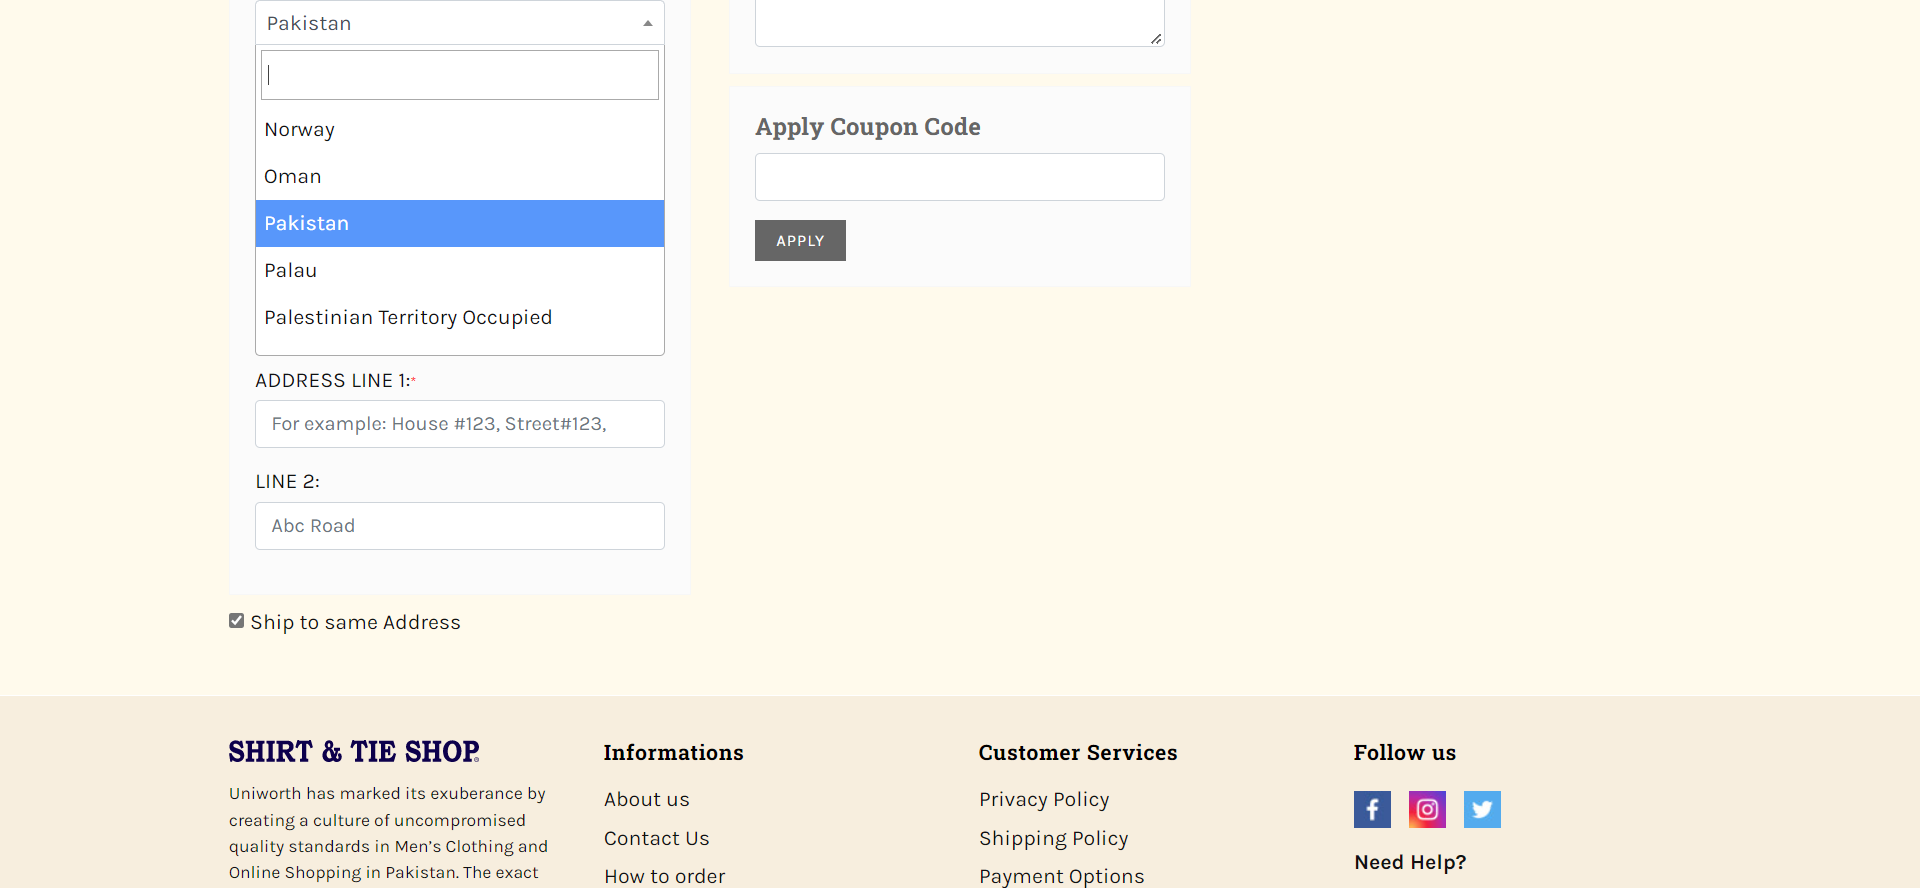 Pakistan
Norway
Oman
Pakistan
Palau
Palestinian Territory Occupied
ADDRESS LINE 1:*
For example: House #123, Street#123,
LINE 2:
Abc Road
Ship to same Address
Apply Coupon Code
APPLY
SHIRT & TIE SHOP®
Uniworth has marked its exuberance by
creating a culture of uncompromised
quality standards in Men’s Clothing and
Online Shopping in Pakistan. The exact
Informations
About us
Contact Us
How to order
Customer Services
Privacy Policy
Shipping Policy
Payment Options
Follow us
Need Help?